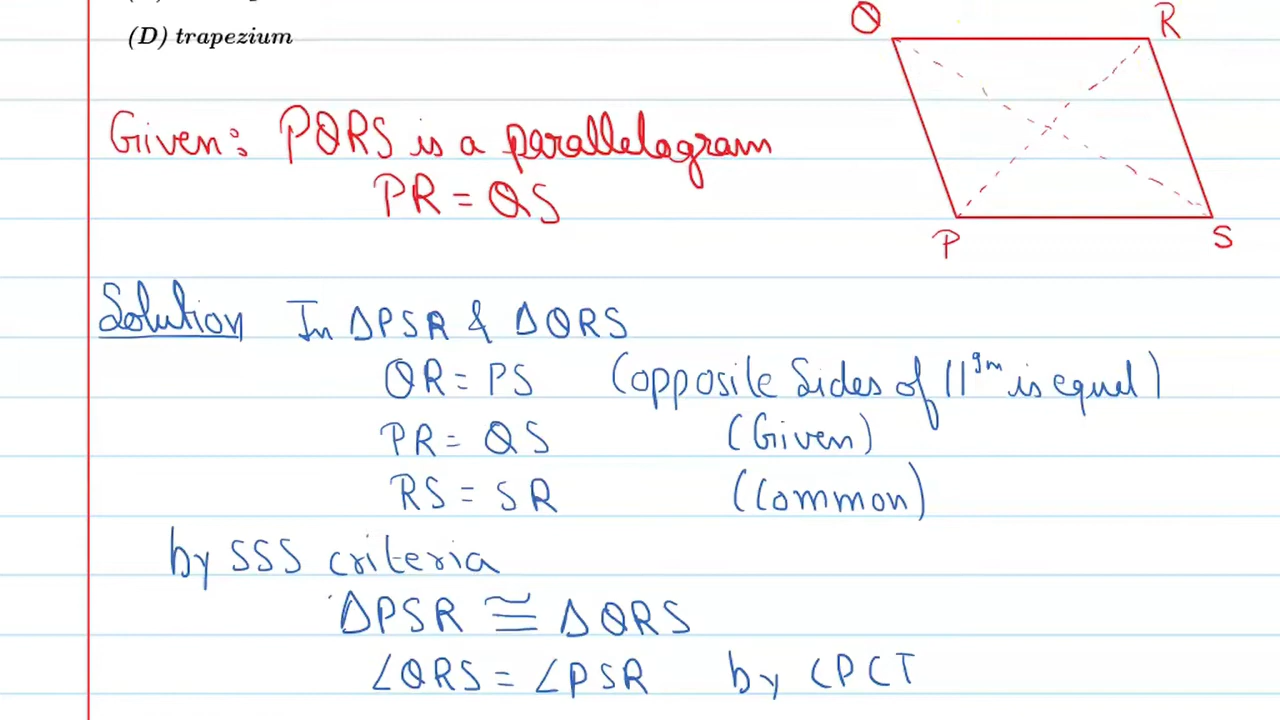 (D) trapezium
Q R
P S
Given: PQRS is a parallelogram
PR = QS
Solution In ΔPSR & ΔQRS
QR = PS (opposite Sides of ||gm is equal)
PR = QS (Given)
RS = SR (Common)
by SSS criteria
ΔPSR ≅ ΔQRS
∠QRS = ∠PSR by CPCT